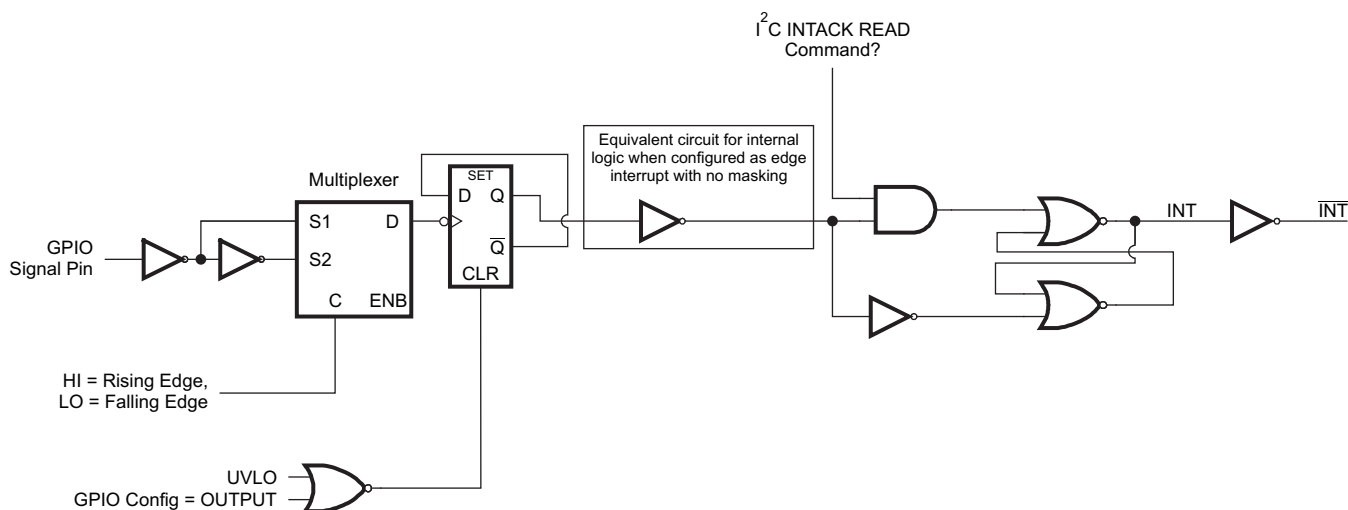 I²C INTACK READ
Command?
Equivalent circuit for internal
logic when configured as edge
interrupt with no masking
Multiplexer
SET
D Q
Q̅
CLR
S1 D
S2
C ENB
GPIO
Signal Pin
INT
I̅N̅T̅
HI = Rising Edge,
LO = Falling Edge
UVLO
GPIO Config = OUTPUT